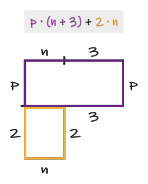 p · (n + 3) + 2 · n
n 3
p p
3
2 2
n